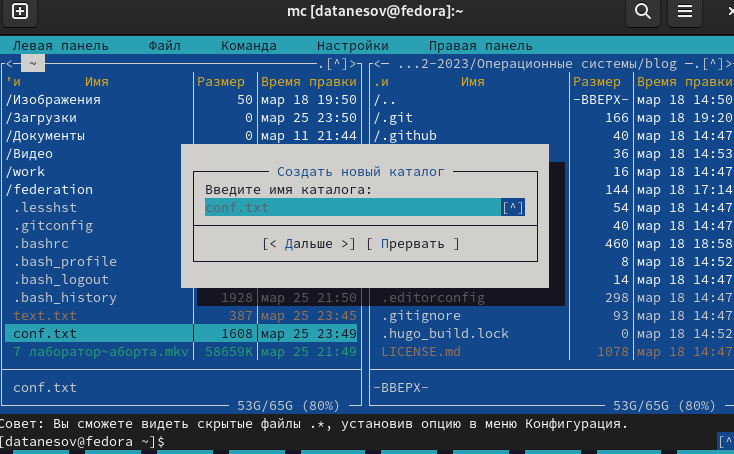 mc [datanesov@fedora]:~
Левая панель Файл Команда Настройки Правая панель
<─ ~ .[^]> <─ ...2-2023/Операционные системы/blog ─.[^]>
'и Имя Размер Время правки .и Имя Размер Время правки
/Изображения 50 мар 18 19:50 /.. -ВВЕРХ- мар 18 14:50
/Загрузки 0 мар 25 23:50 /.git 166 мар 18 19:20
/Документы 0 мар 11 21:44 /.github 40 мар 18 14:47
/Видео 36 мар 18 14:53
/work 16 мар 18 14:47
/federation 144 мар 18 17:14
.lesshst 54 мар 18 14:47
.gitconfig 40 мар 18 14:47
.bashrc 460 мар 18 18:58
.bash_profile 8 мар 18 14:52
.bash_logout 14 мар 18 14:47
Создать новый каталог
Введите имя каталога:
conf.txt [^]
[< Дальше >] [ Прервать ]
.bash_history 1928 мар 25 21:50 .editorconfig 298 мар 18 14:47
text.txt 387 мар 25 23:45 .gitignore 93 мар 18 14:47
conf.txt 1608 мар 25 23:49 .hugo_build.lock 0 мар 18 14:52
7 лаборатор~аборта.mkv 58659K мар 25 21:49 LICENSE.md 1078 мар 18 14:47
conf.txt -ВВЕРХ-
53G/65G (80%) 53G/65G (80%)
Совет: Вы сможете видеть скрытые файлы .*, установив опцию в меню Конфигурация.
[datanesov@fedora ~]$ [^